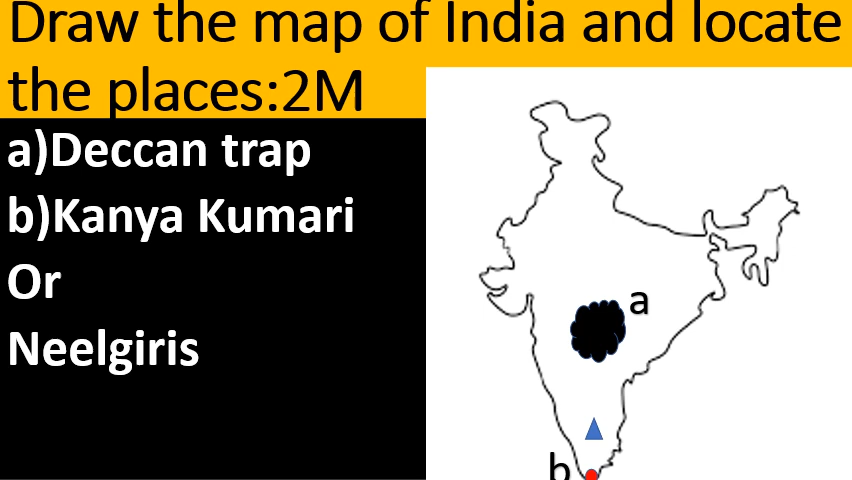 Draw the map of India and locate
the places:2M
a)Deccan trap
b)Kanya Kumari
Or
Neelgiris
a
b